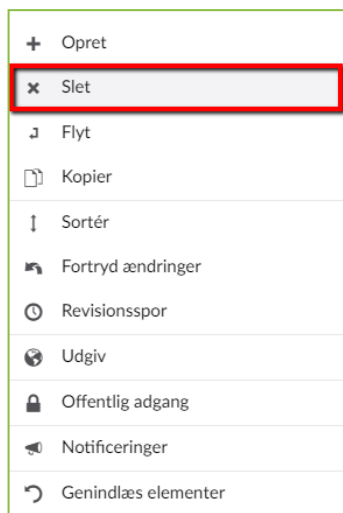 Opret
Slet
Flyt
Kopier
Sortér
Fortryd ændringer
Revisionsspor
Udgiv
Offentlig adgang
Notificeringer
Genindlæs elementer